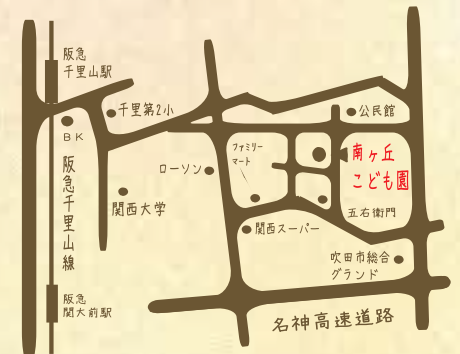 阪急
千里山駅
千里第2小
公民館
BK
ファミリー
マート
南ヶ丘
こども園
ローソン
阪急千里山線
関西大学
五右衛門
関西スーパー
吹田市総合
グランド
阪急
関大前駅
名神高速道路